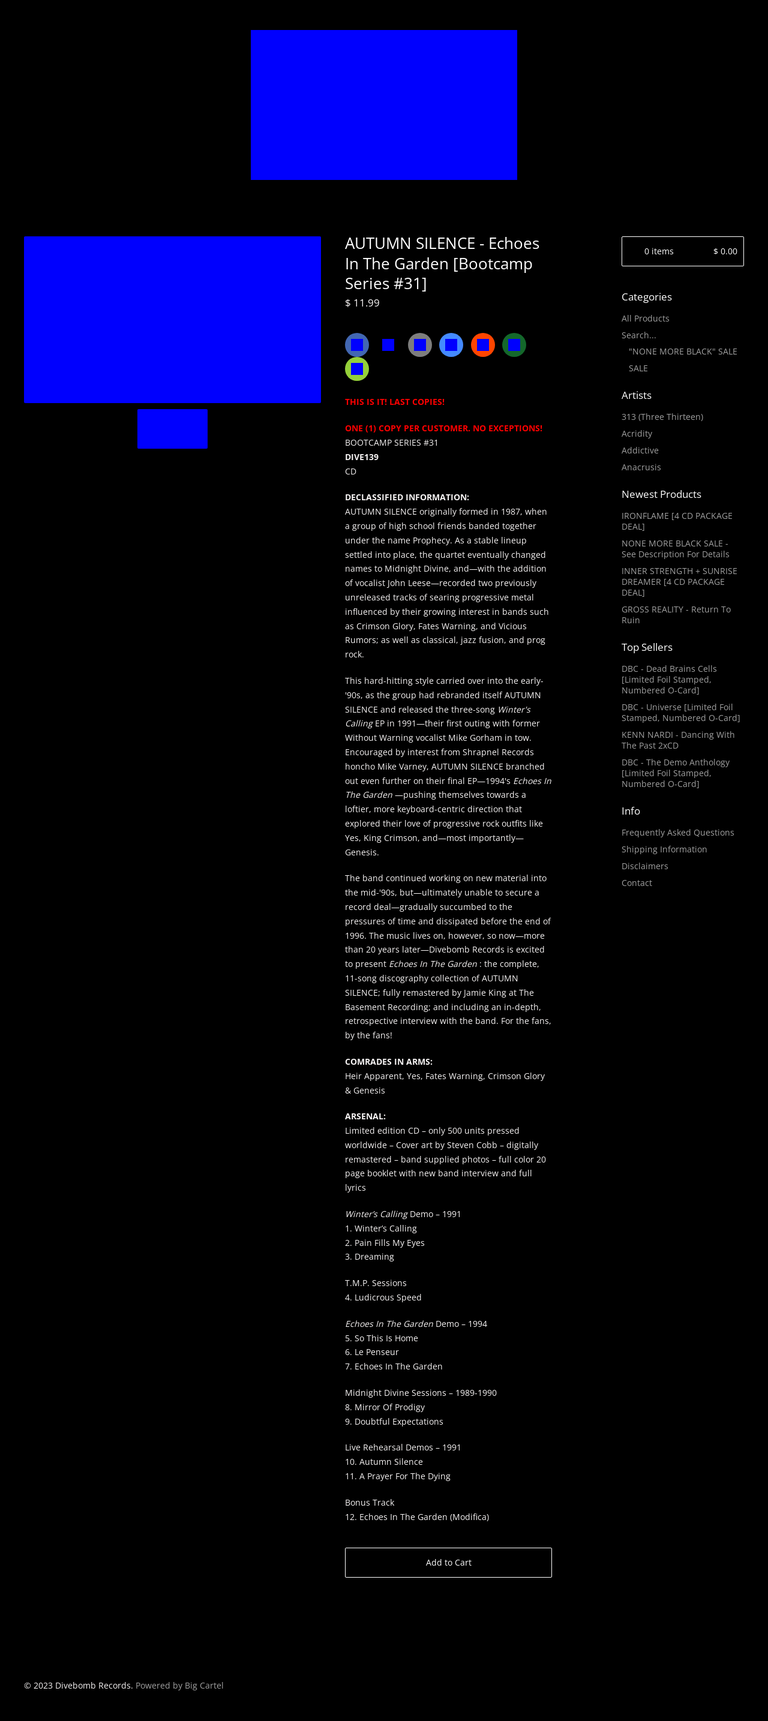 AUTUMN SILENCE - Echoes
In The Garden [Bootcamp
Series #31]
$ 11.99
THIS IS IT! LAST COPIES!
ONE (1) COPY PER CUSTOMER. NO EXCEPTIONS!
BOOTCAMP SERIES #31
DIVE139
CD
DECLASSIFIED INFORMATION:
AUTUMN SILENCE originally formed in 1987, when
a group of high school friends banded together
under the name Prophecy. As a stable lineup
settled into place, the quartet eventually changed
names to Midnight Divine, and—with the addition
of vocalist John Leese—recorded two previously
unreleased tracks of searing progressive metal
influenced by their growing interest in bands such
as Crimson Glory, Fates Warning, and Vicious
Rumors; as well as classical, jazz fusion, and prog
rock.
This hard-hitting style carried over into the early-
'90s, as the group had rebranded itself AUTUMN
SILENCE and released the three-song Winter's
Calling EP in 1991—their first outing with former
Without Warning vocalist Mike Gorham in tow.
Encouraged by interest from Shrapnel Records
honcho Mike Varney, AUTUMN SILENCE branched
out even further on their final EP—1994's Echoes In
The Garden —pushing themselves towards a
loftier, more keyboard-centric direction that
explored their love of progressive rock outfits like
Yes, King Crimson, and—most importantly—
Genesis.
The band continued working on new material into
the mid-'90s, but—ultimately unable to secure a
record deal—gradually succumbed to the
pressures of time and dissipated before the end of
1996. The music lives on, however, so now—more
than 20 years later—Divebomb Records is excited
to present Echoes In The Garden : the complete,
11-song discography collection of AUTUMN
SILENCE; fully remastered by Jamie King at The
Basement Recording; and including an in-depth,
retrospective interview with the band. For the fans,
by the fans!
COMRADES IN ARMS:
Heir Apparent, Yes, Fates Warning, Crimson Glory
& Genesis
ARSENAL:
Limited edition CD – only 500 units pressed
worldwide – Cover art by Steven Cobb – digitally
remastered – band supplied photos – full color 20
page booklet with new band interview and full
lyrics
Winter's Calling Demo – 1991
1. Winter's Calling
2. Pain Fills My Eyes
3. Dreaming
T.M.P. Sessions
4. Ludicrous Speed
Echoes In The Garden Demo – 1994
5. So This Is Home
6. Le Penseur
7. Echoes In The Garden
Midnight Divine Sessions – 1989-1990
8. Mirror Of Prodigy
9. Doubtful Expectations
Live Rehearsal Demos – 1991
10. Autumn Silence
11. A Prayer For The Dying
Bonus Track
12. Echoes In The Garden (Modifica)
Add to Cart
0 items $ 0.00
Categories
All Products
Search...
"NONE MORE BLACK" SALE
SALE
Artists
313 (Three Thirteen)
Acridity
Addictive
Anacrusis
Newest Products
IRONFLAME [4 CD PACKAGE
DEAL]
NONE MORE BLACK SALE -
See Description For Details
INNER STRENGTH + SUNRISE
DREAMER [4 CD PACKAGE
DEAL]
GROSS REALITY - Return To
Ruin
Top Sellers
DBC - Dead Brains Cells
[Limited Foil Stamped,
Numbered O-Card]
DBC - Universe [Limited Foil
Stamped, Numbered O-Card]
KENN NARDI - Dancing With
The Past 2xCD
DBC - The Demo Anthology
[Limited Foil Stamped,
Numbered O-Card]
Info
Frequently Asked Questions
Shipping Information
Disclaimers
Contact
© 2023 Divebomb Records. Powered by Big Cartel